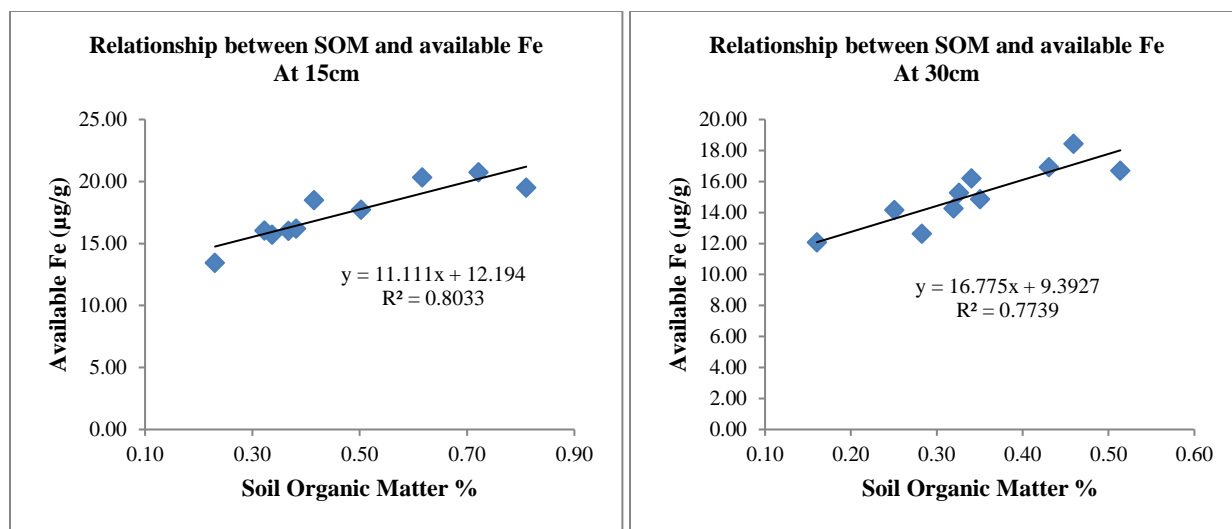 Relationship between SOM and available Fe
At 15cm
25.00
20.00
15.00
10.00
5.00
0.00
Available Fe (µg/g)
y = 11.111x + 12.194
R² = 0.8033
0.10 0.30 0.50 0.70 0.90
Soil Organic Matter %
Relationship between SOM and available Fe
At 30cm
20.00
18.00
16.00
14.00
12.00
10.00
8.00
6.00
4.00
2.00
0.00
Available Fe (µg/g)
y = 16.775x + 9.3927
R² = 0.7739
0.10 0.20 0.30 0.40 0.50 0.60
Soil Organic Matter %